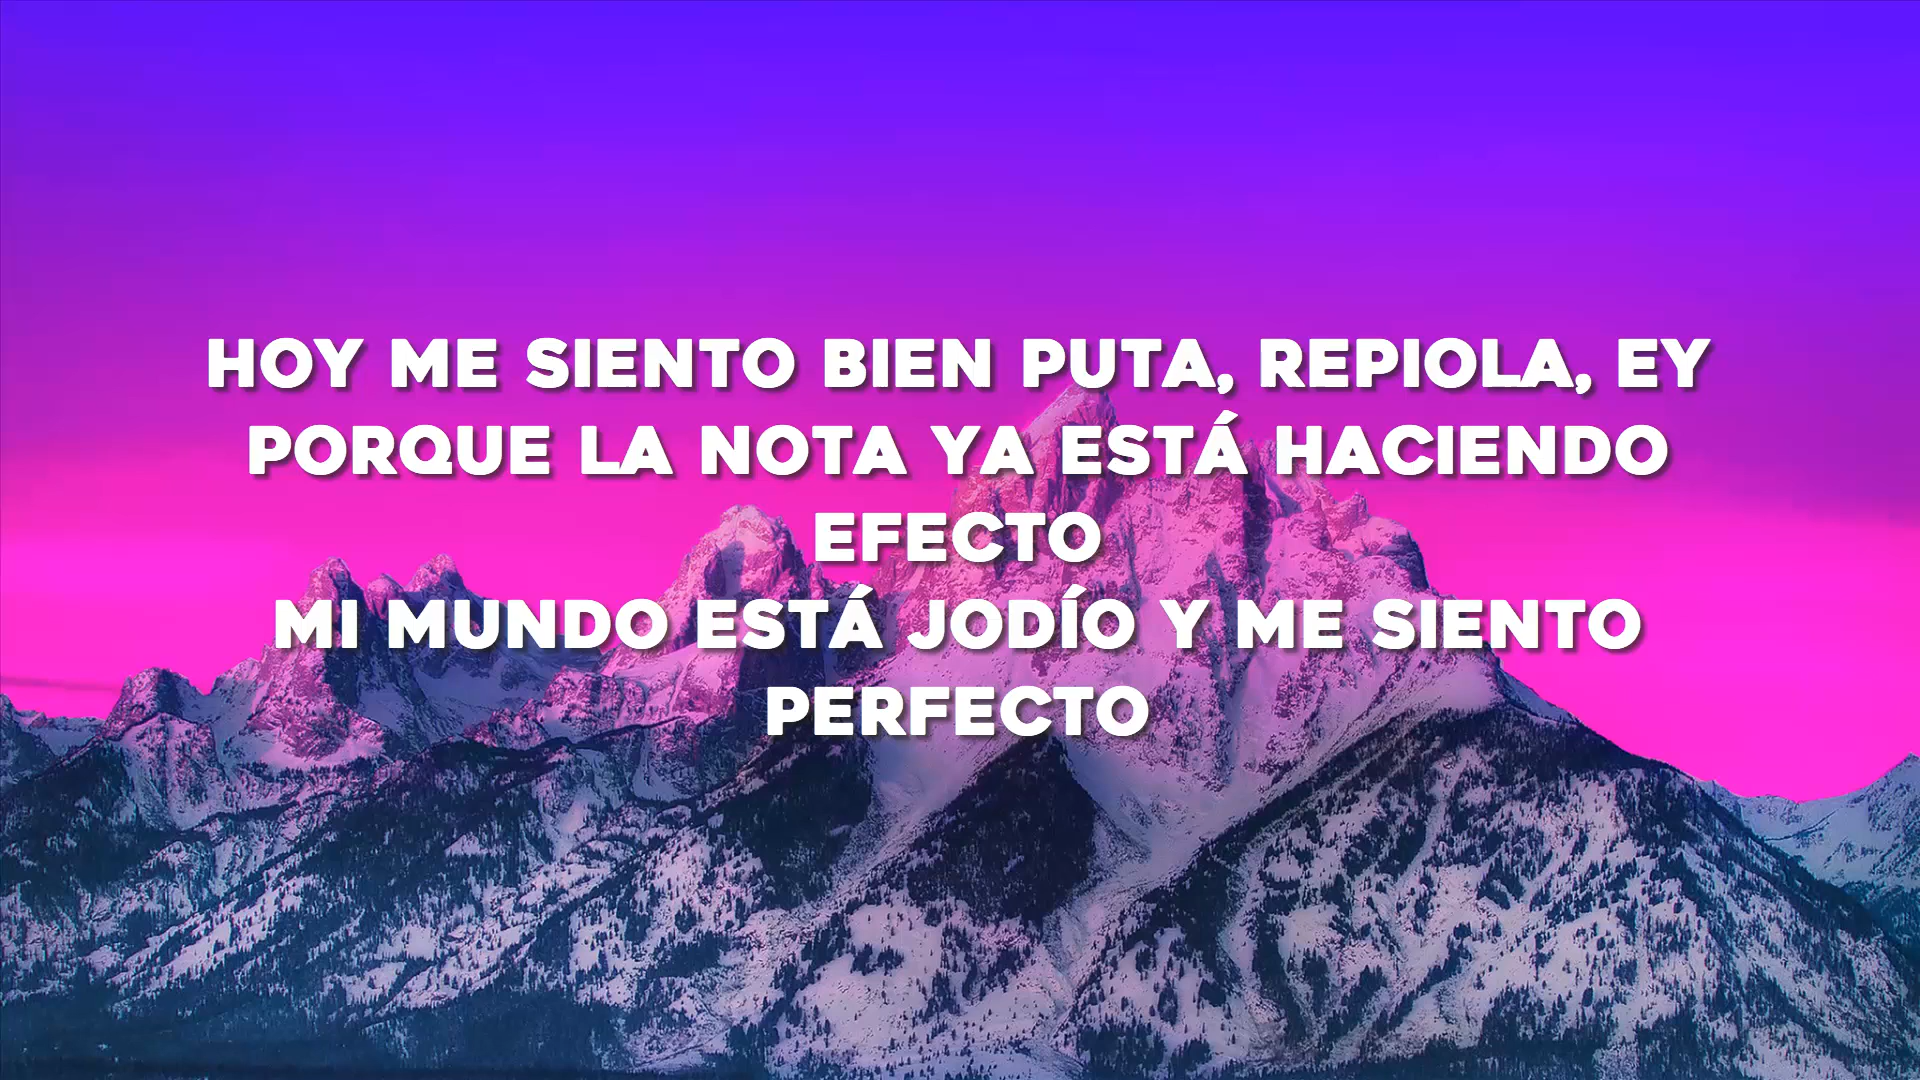 HOY ME SIENTO BIEN PUTA, REPIOLA, EY
PORQUE LA NOTA YA ESTÁ HACIENDO
EFECTO
MI MUNDO ESTÁ JODÍO Y ME SIENTO
PERFECTO